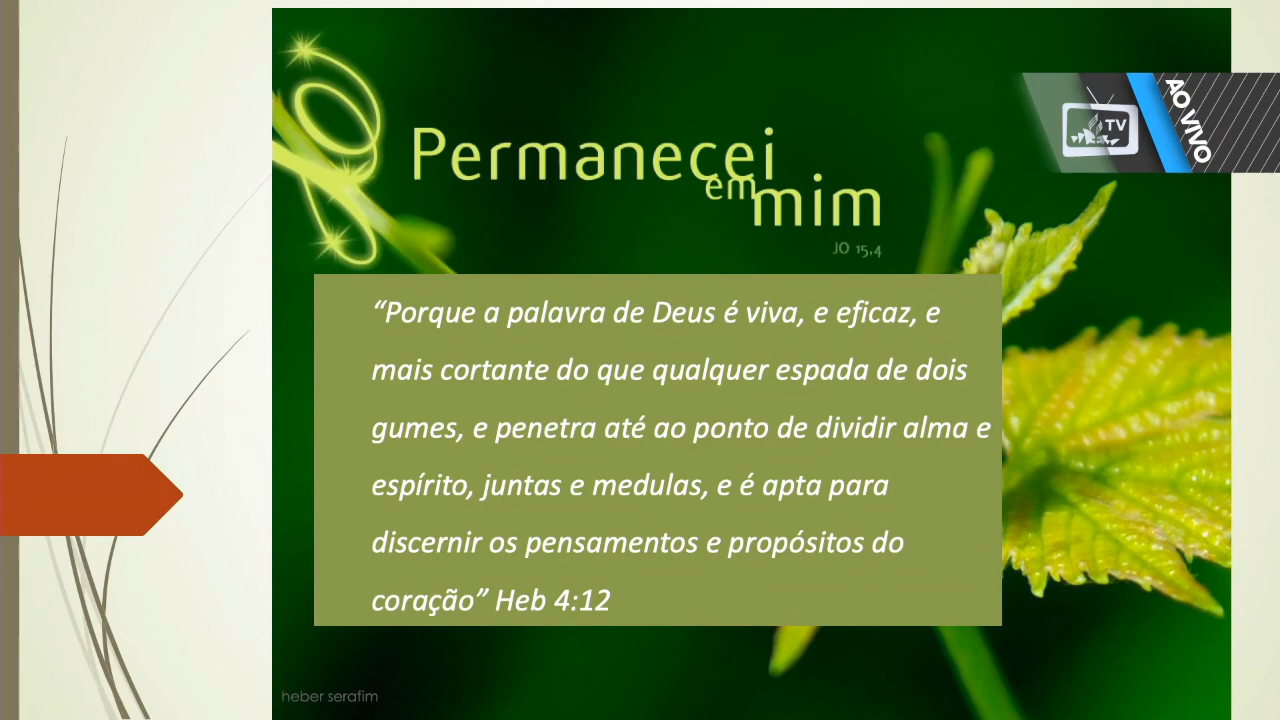 Permanecei
em
mim
JO 15,4
TV
AO VIVO
“Porque a palavra de Deus é viva, e eficaz, e
mais cortante do que qualquer espada de dois
gumes, e penetra até ao ponto de dividir alma e
espírito, juntas e medulas, e é apta para
discernir os pensamentos e propósitos do
coração” Heb 4:12
heber serafim